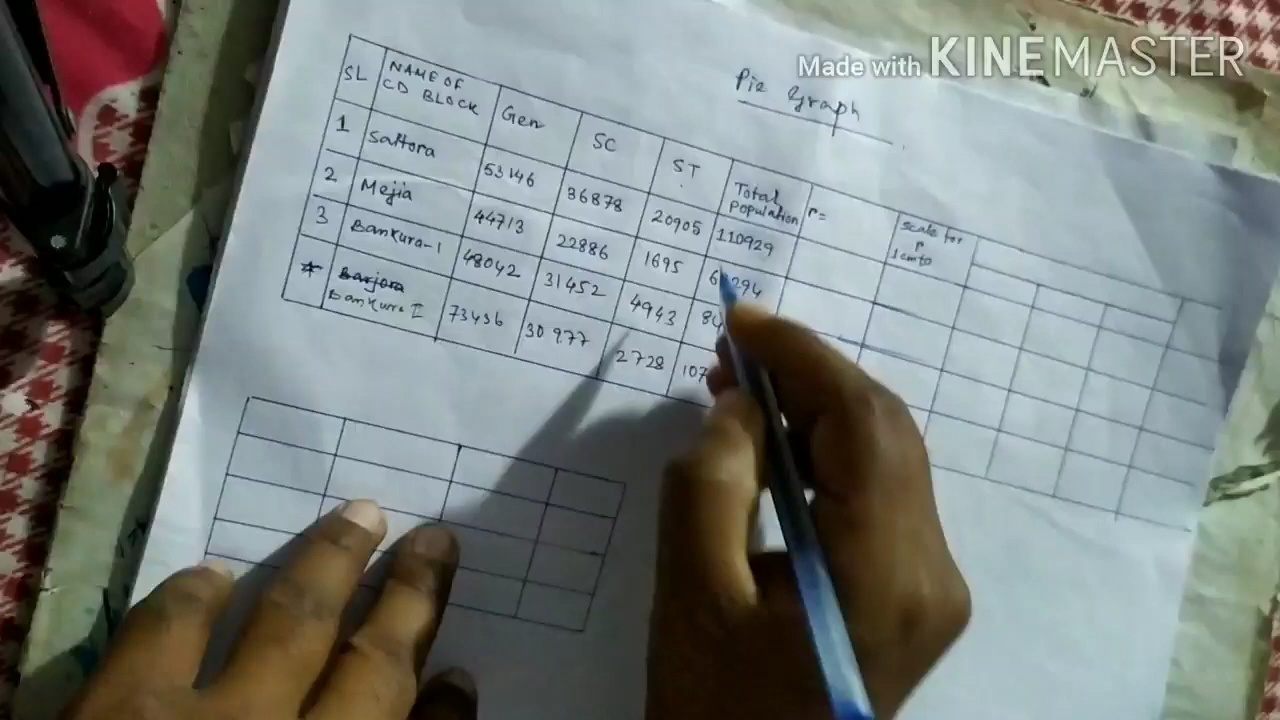 Made with KINEMASTER
Pie Graph
SL NAME OF CD BLOCK Gen SC ST Total Population r= Scale for r 1cm to
1 Saltora 53146 36878 20905 110929
2 Mejia 44713 22886 1695
3 Bankura-1 48042 31452 4943
Barjora
Bankura II 73436 30977 2728